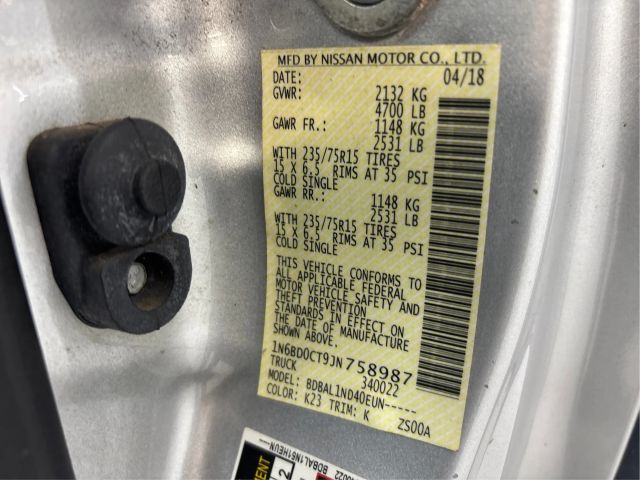 MFD BY NISSAN MOTOR CO., LTD.
DATE: 04/18
GVWR: 2132 KG
4700 LB
GAWR FR.: 1148 KG
2531 LB
WITH 235/75R15 TIRES
15 X 6.5 RIMS AT 35 PSI
COLD SINGLE
GAWR RR.: 1148 KG
2531 LB
WITH 235/75R15 TIRES
15 X 6.5 RIMS AT 35 PSI
COLD SINGLE
THIS VEHICLE CONFORMS TO
ALL APPLICABLE FEDERAL
MOTOR VEHICLE SAFETY AND
THEFT PREVENTION
STANDARDS IN EFFECT ON
THE DATE OF MANUFACTURE
SHOWN ABOVE.
1N6BD0CT9JN758987
TRUCK 340022
MODEL: BDBAL1ND40EUN-----
COLOR: K23 TRIM: K ZS00A